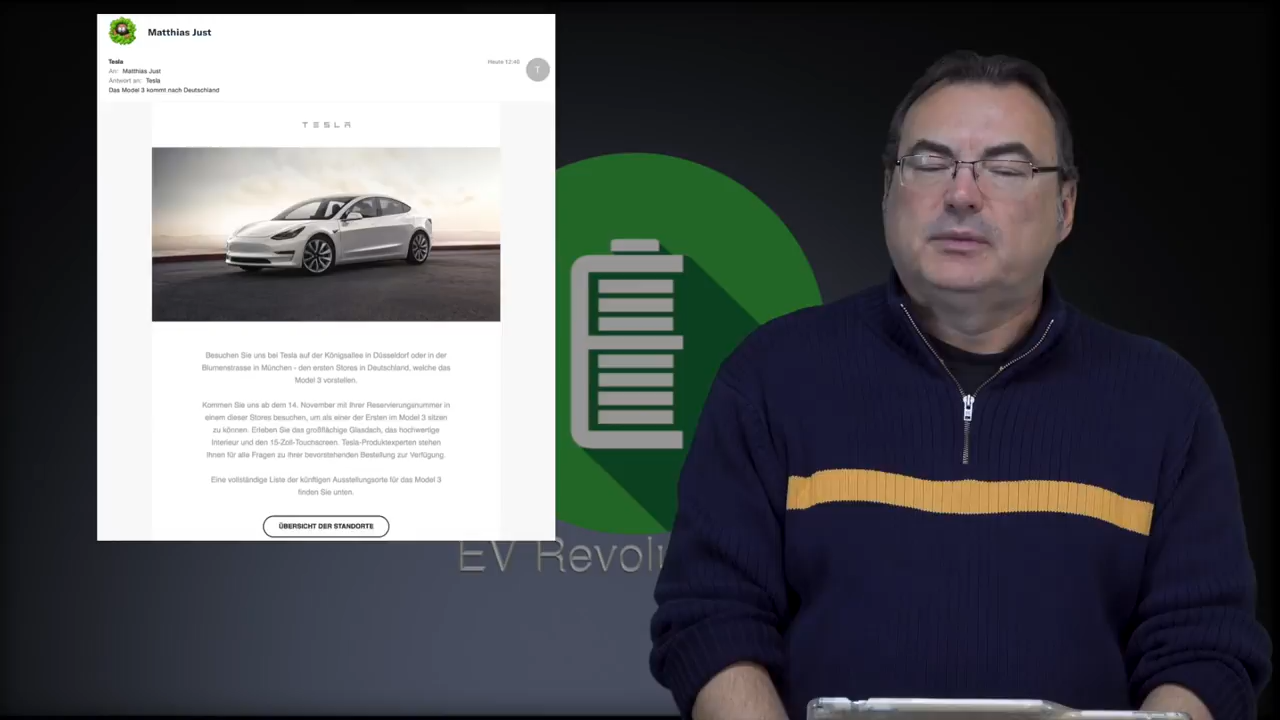 Matthias Just
Tesla
Heute 12:46
An: Matthias Just
T
Antwort an: Tesla
Das Model 3 kommt nach Deutschland
TESLA
Besuchen Sie uns bei Tesla auf der Königsallee in Düsseldorf oder in der
Blumenstrasse in München - den ersten Stores in Deutschland, welche das
Model 3 vorstellen.
Kommen Sie uns ab dem 14. November mit Ihrer Reservierungsnummer in
einem dieser Stores besuchen, um als einer der Ersten im Model 3 sitzen
zu können. Erleben Sie das großflächige Glasdach, das hochwertige
Interieur und den 15-Zoll-Touchscreen. Tesla-Produktexperten stehen
Ihnen für alle Fragen zu Ihrer bevorstehenden Bestellung zur Verfügung.
Eine vollständige Liste der künftigen Ausstellungsorte für das Model 3
finden Sie unten.
ÜBERSICHT DER STANDORTE
EV Revolu